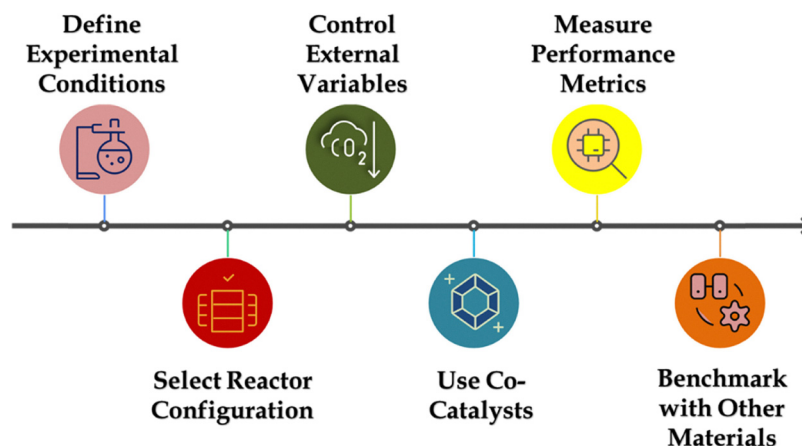 Define
Experimental
Conditions
Control
External
Variables
Measure
Performance
Metrics
CO2
Select Reactor
Configuration
Use Co-
Catalysts
Benchmark
with Other
Materials